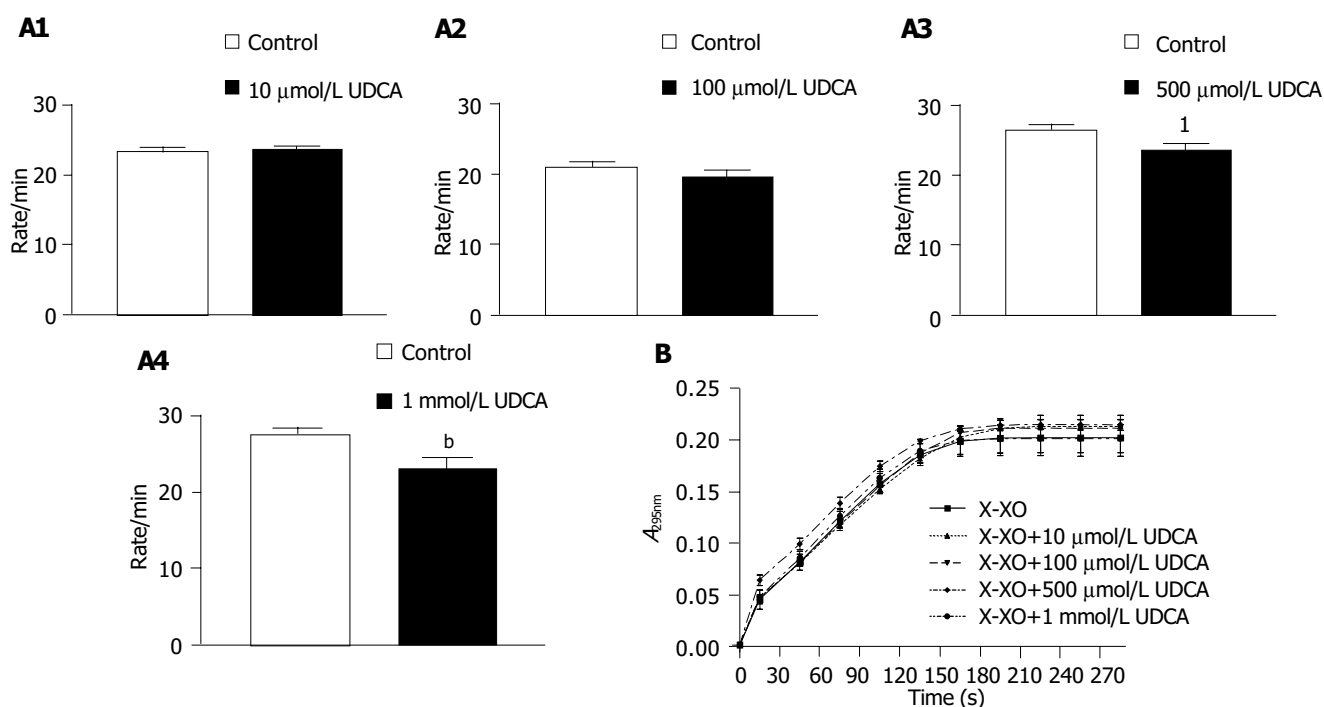 A1
□ Control
■ 10 μmol/L UDCA
30
20
10
0
Rate/min
A2
□ Control
■ 100 μmol/L UDCA
30
20
10
0
Rate/min
A3
□ Control
■ 500 μmol/L UDCA
1
30
20
10
0
Rate/min
A4
□ Control
■ 1 mmol/L UDCA
b
30
20
10
0
Rate/min
B
0.25
0.20
0.15
0.10
0.05
0.00
A295nm
X-XO
X-XO+10 μmol/L UDCA
X-XO+100 μmol/L UDCA
X-XO+500 μmol/L UDCA
X-XO+1 mmol/L UDCA
0 30 60 90 120 150 180 210 240 270
Time (s)